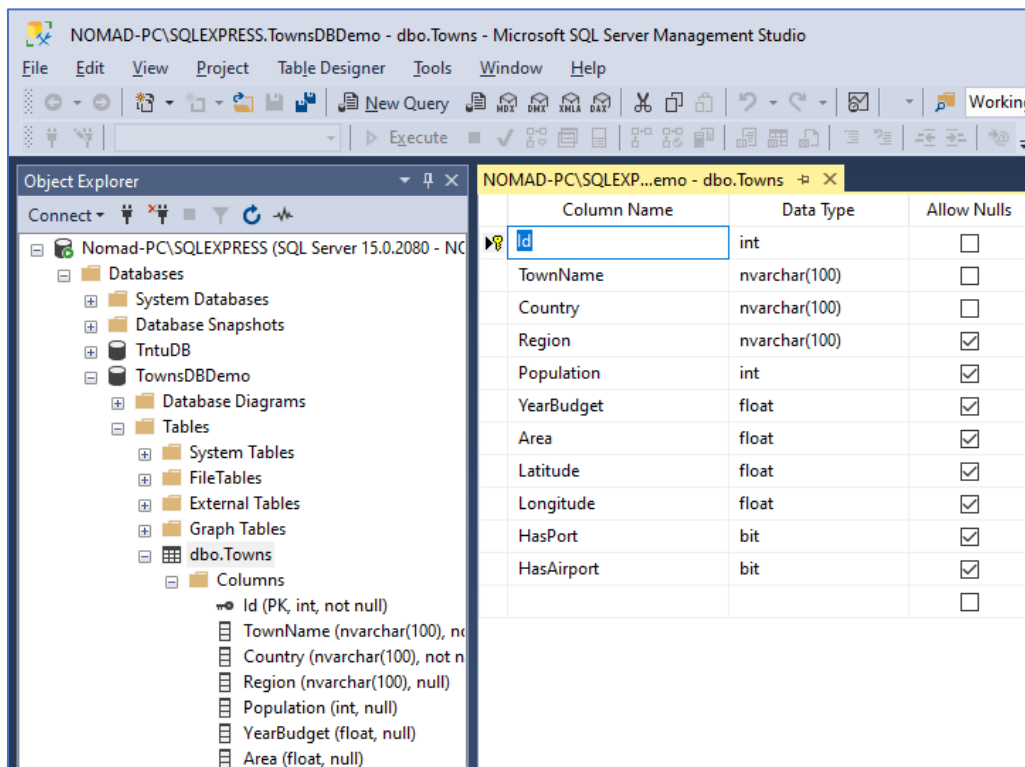 NOMAD-PC\SQLEXPRESS.TownsDBDemo - dbo.Towns - Microsoft SQL Server Management Studio
File Edit View Project Table Designer Tools Window Help
New Query MDX DMX XMLA DAX Working
Execute
Object Explorer
Connect
Nomad-PC\SQLEXPRESS (SQL Server 15.0.2080 - NO
Databases
System Databases
Database Snapshots
TntuDB
TownsDBDemo
Database Diagrams
Tables
System Tables
FileTables
External Tables
Graph Tables
dbo.Towns
Columns
Id (PK, int, not null)
TownName (nvarchar(100), no
Country (nvarchar(100), not n
Region (nvarchar(100), null)
Population (int, null)
YearBudget (float, null)
Area (float, null)
NOMAD-PC\SQLEXP...emo - dbo.Towns
Column Name Data Type Allow Nulls
Id int
TownName nvarchar(100)
Country nvarchar(100)
Region nvarchar(100)
Population int
YearBudget float
Area float
Latitude float
Longitude float
HasPort bit
HasAirport bit